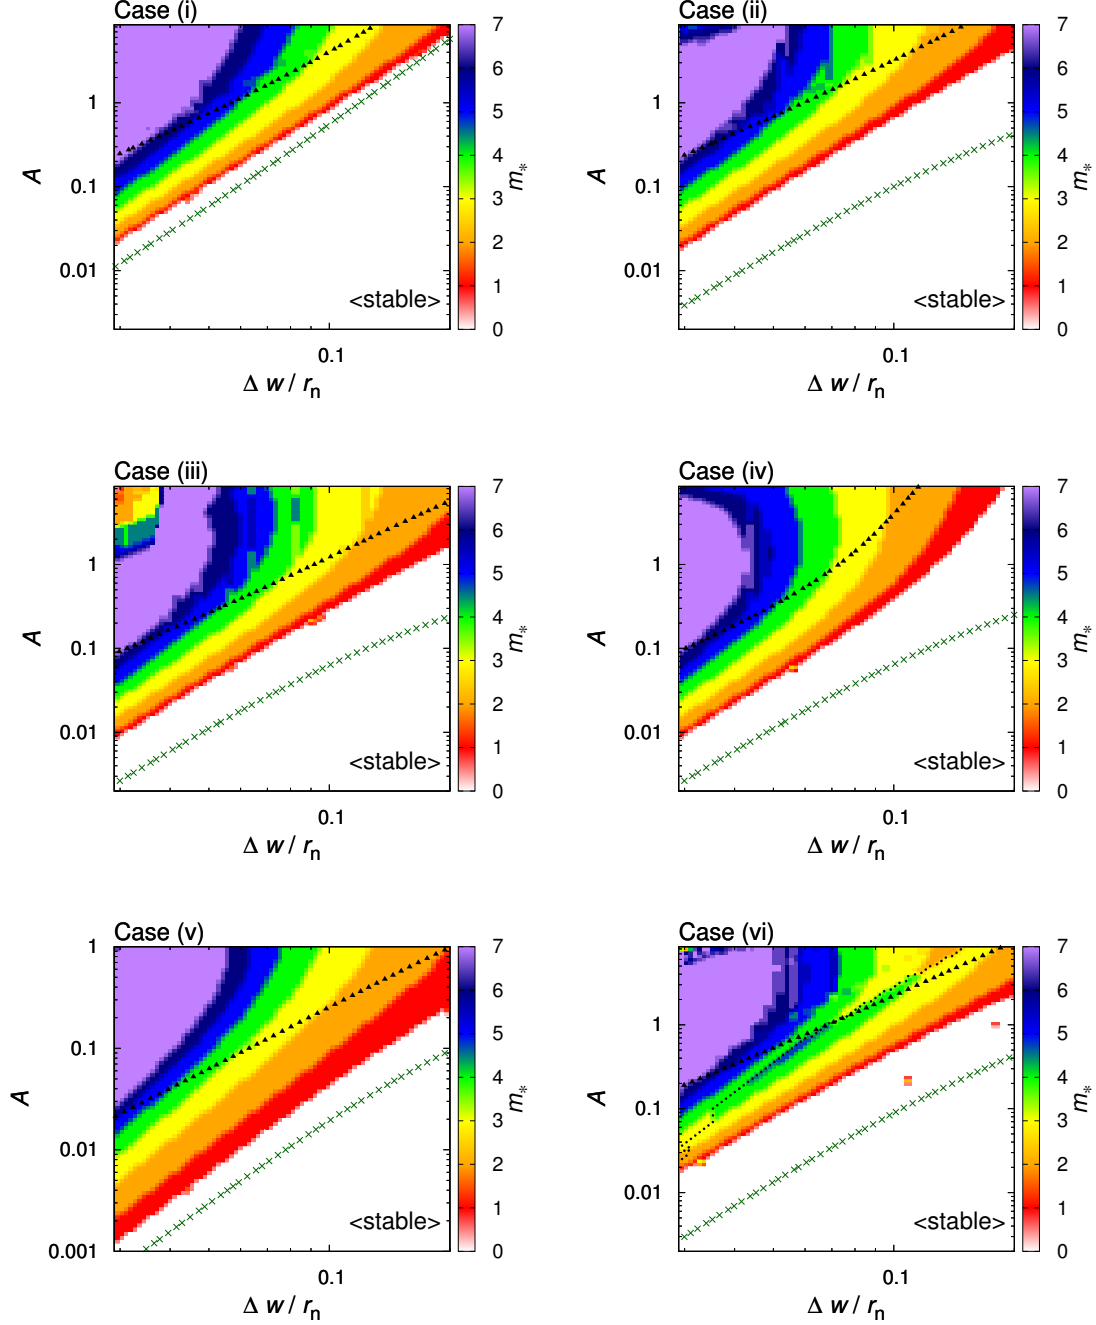 Case (i)
7
6
5
4
3
2
1
0
1
0.1
0.01
A
m*
<stable>
0.1
Δ w / rn
Case (ii)
7
6
5
4
3
2
1
0
1
0.1
0.01
A
m*
<stable>
0.1
Δ w / rn
Case (iii)
7
6
5
4
3
2
1
0
1
0.1
0.01
A
m*
<stable>
0.1
Δ w / rn
Case (iv)
7
6
5
4
3
2
1
0
1
0.1
0.01
A
m*
<stable>
0.1
Δ w / rn
Case (v)
7
6
5
4
3
2
1
0
1
0.1
0.01
0.001
A
m*
<stable>
0.1
Δ w / rn
Case (vi)
7
6
5
4
3
2
1
0
1
0.1
0.01
A
m*
<stable>
0.1
Δ w / rn